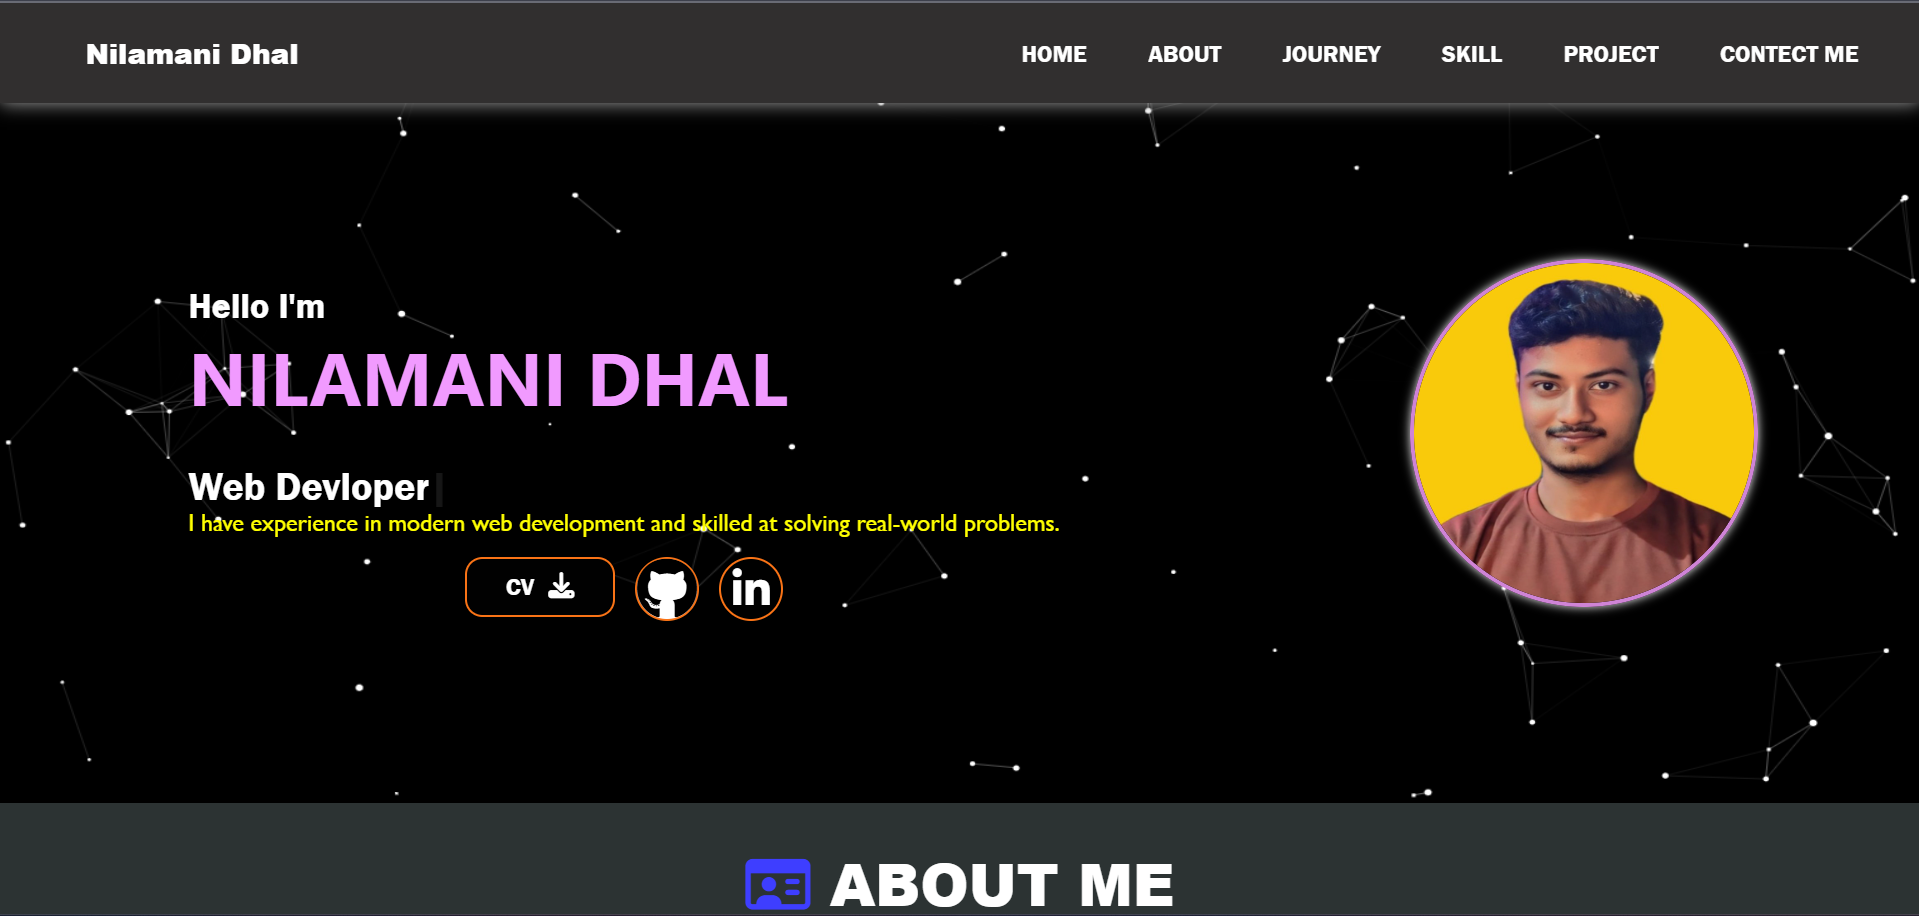 Nilamani Dhal
HOME ABOUT JOURNEY SKILL PROJECT CONTECT ME
Hello I'm
NILAMANI DHAL
Web Devloper
I have experience in modern web development and skilled at solving real-world problems.
CV
in
ABOUT ME